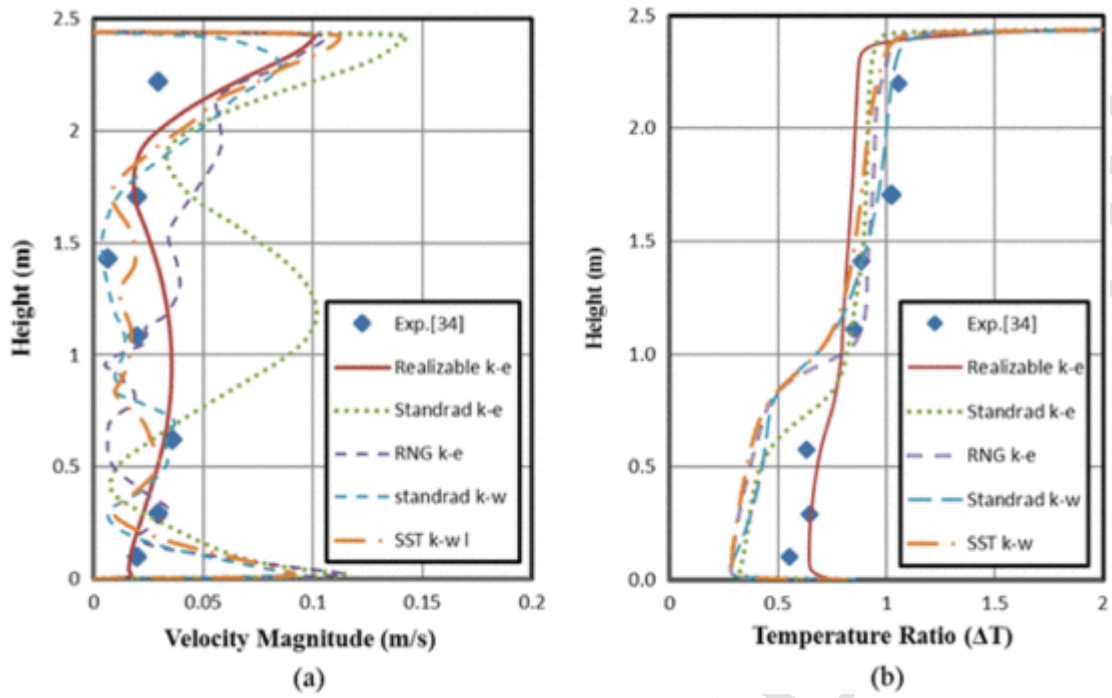 2.5
2
1.5
1
0.5
0
Height (m)
Exp.[34]
Realizable k-e
Standrad k-e
RNG k-e
standrad k-w
SST k-w l
0
0.05
0.1
0.15
0.2
Velocity Magnitude (m/s)
(a)
2.5
2.0
1.5
1.0
0.5
0.0
Height (m)
Exp.[34]
Realizable k-e
Standrad k-e
RNG k-e
Standrad k-w
SST k-w
0
0.5
1
1.5
2
Temperature Ratio (ΔT)
(b)